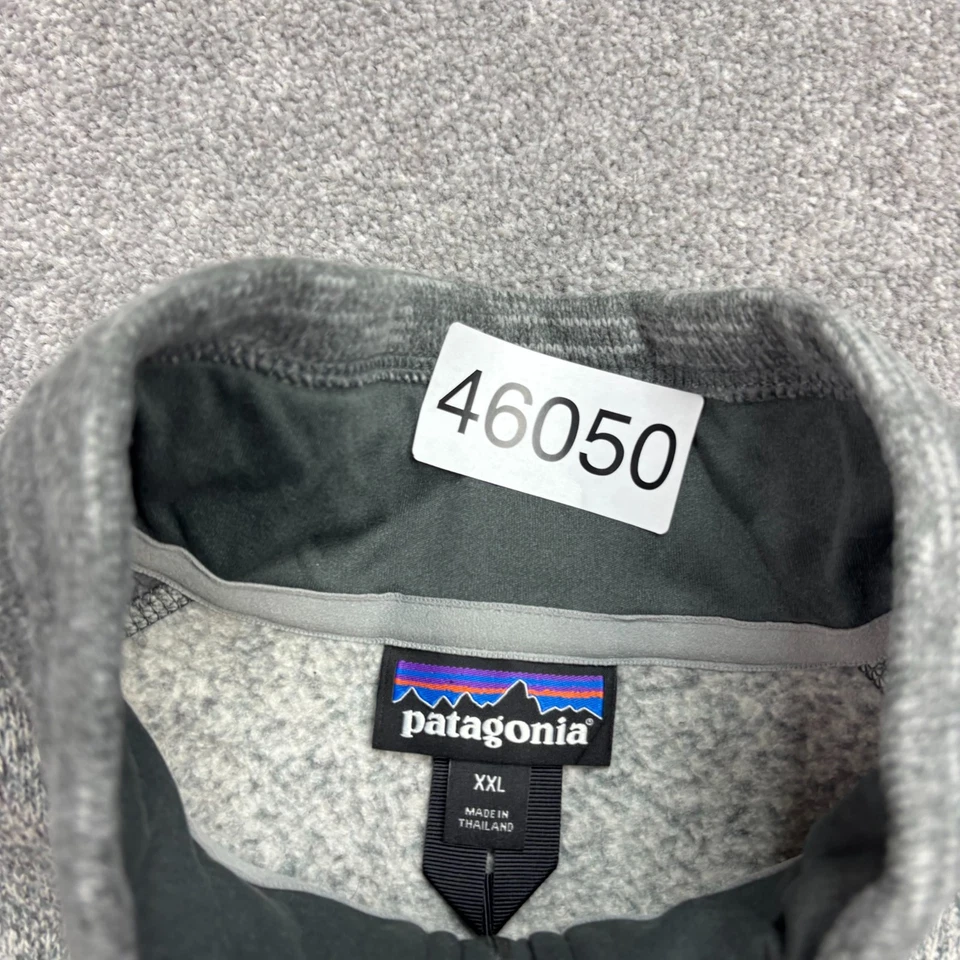 46050
patagonia®
XXL
MADE IN
THAILAND